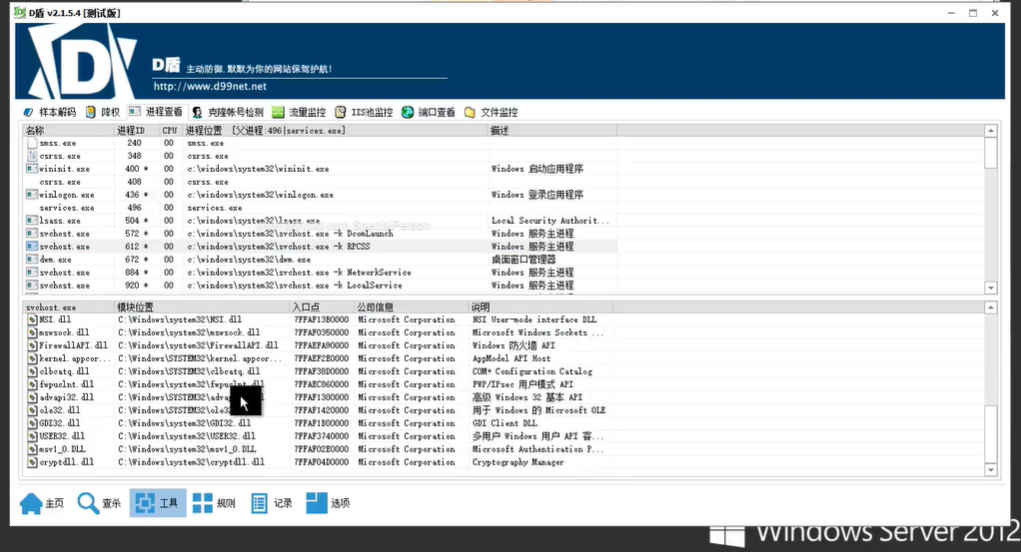 D盾 v2.1.5.4 [测试版]
D盾 主动防御,默默为你的网站保驾护航!
http://www.d99net.net
样本解码 降权 进程查看 克隆帐号检测 流量监控 IIS池监控 端口查看 文件监控
名称 进程ID CPU 进程位置 [父进程:496|services.exe] 描述
smss.exe 240 00 smss.exe
csrss.exe 348 00 csrss.exe
wininit.exe 400 * 00 c:\windows\system32\wininit.exe Windows 启动应用程序
csrss.exe 408 00 csrss.exe
winlogon.exe 436 * 00 c:\windows\system32\winlogon.exe Windows 登录应用程序
services.exe 496 00 services.exe
lsass.exe 504 * 00 c:\windows\system32\lsass.exe Local Security Authorit...
svchost.exe 572 * 00 c:\windows\system32\svchost.exe -k DcomLaunch Windows 服务主进程
svchost.exe 612 * 00 c:\windows\system32\svchost.exe -k RPCSS Windows 服务主进程
dwm.exe 672 * 00 c:\windows\system32\dwm.exe 桌面窗口管理器
svchost.exe 884 * 00 c:\windows\system32\svchost.exe -k NetworkService Windows 服务主进程
svchost.exe 920 * 00 c:\windows\system32\svchost.exe -k LocalService Windows 服务主进程
svchost.exe 模块位置 入口点 公司信息 说明
NSI.dll C:\Windows\system32\NSI.dll 7FFAF13B0000 Microsoft Corporation NSI User-mode interface DLL
mswsock.dll C:\Windows\system32\mswsock.dll 7FFAF0350000 Microsoft Corporation Microsoft Windows Sockets ...
FirewallAPI.dll C:\Windows\system32\FirewallAPI.dll 7FFAEFA90000 Microsoft Corporation Windows 防火墙 API
kernel.appcor... C:\Windows\SYSTEM32\kernel.appcor... 7FFAEF2E0000 Microsoft Corporation AppModel API Host
clbcatq.dll C:\Windows\SYSTEM32\clbcatq.dll 7FFAF38D0000 Microsoft Corporation COM+ Configuration Catalog
fwpuclnt.dll C:\Windows\system32\fwpuclnt.dll 7FFAEC860000 Microsoft Corporation FWP/IPsec 用户模式 API
advapi32.dll C:\Windows\SYSTEM32\adva dll 7FFAF1300000 Microsoft Corporation 高级 Windows 32 基本 API
ole32.dll C:\Windows\SYSTEM32\ole3 7FFAF1420000 Microsoft Corporation 用于 Windows 的 Microsoft OLE
GDI32.dll C:\Windows\SYSTEM32\GDI32.dll 7FFAF1B00000 Microsoft Corporation GDI Client DLL
USER32.dll C:\Windows\SYSTEM32\USER32.dll 7FFAF3740000 Microsoft Corporation 多用户 Windows 用户 API 客...
msv1_0.DLL C:\Windows\system32\msv1_0.DLL 7FFAF02E0000 Microsoft Corporation Microsoft Authentication P...
cryptdll.dll C:\Windows\system32\cryptdll.dll 7FFAF04D0000 Microsoft Corporation Cryptography Manager
主页 查杀 工具 规则 记录 选项
Windows Server 2012